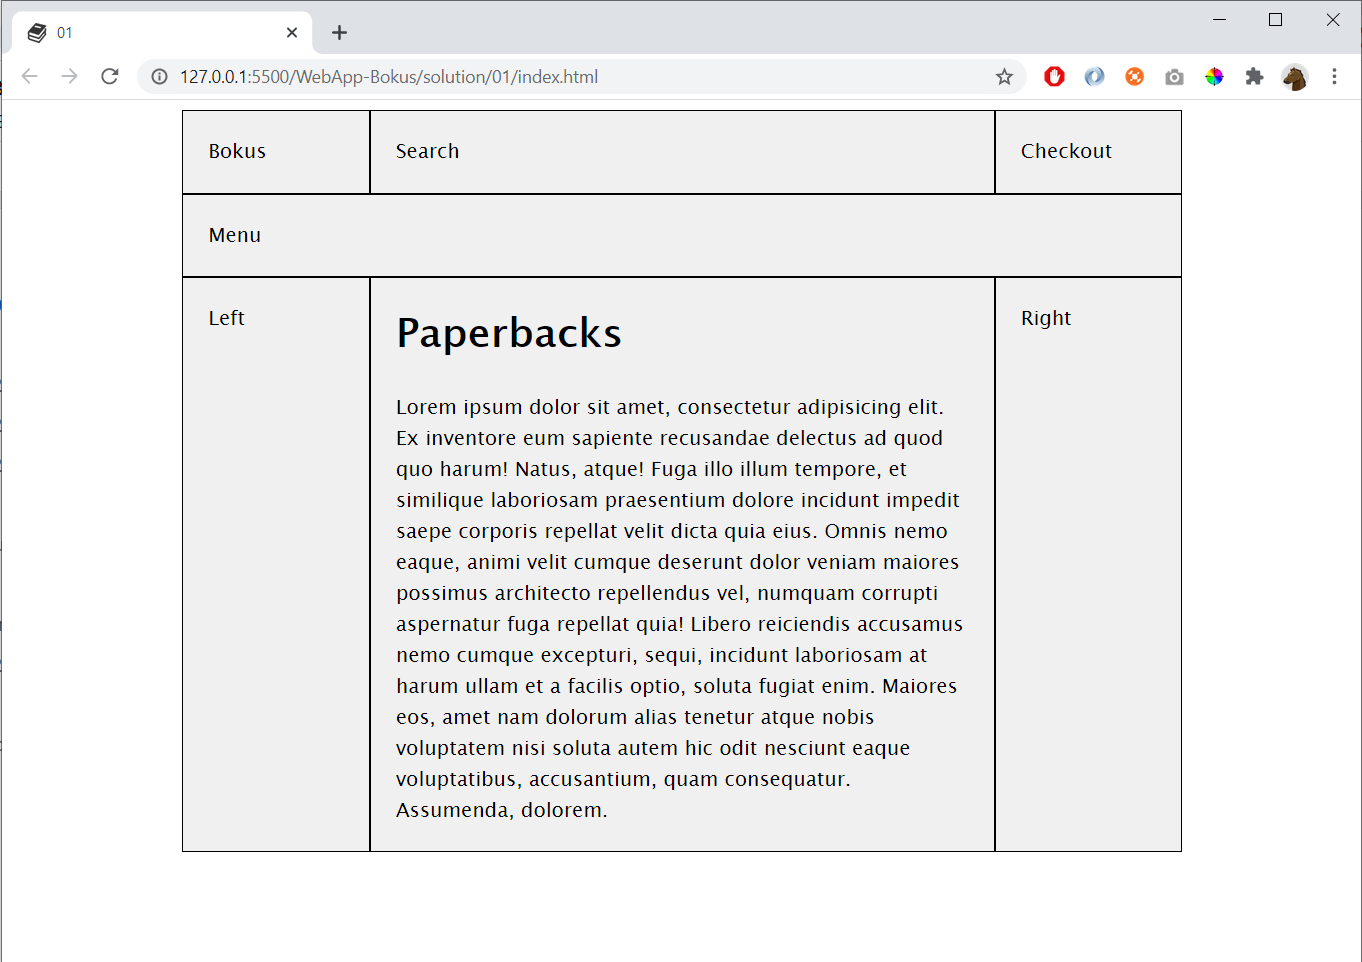 01
127.0.0.1:5500/WebApp-Bokus/solution/01/index.html
Bokus
Search
Checkout
Menu
Left
Paperbacks
Right
Lorem ipsum dolor sit amet, consectetur adipisicing elit.
Ex inventore eum sapiente recusandae delectus ad quod
quo harum! Natus, atque! Fuga illo illum tempore, et
similique laboriosam praesentium dolore incidunt impedit
saepe corporis repellat velit dicta quia eius. Omnis nemo
eaque, animi velit cumque deserunt dolor veniam maiores
possimus architecto repellendus vel, numquam corrupti
aspernatur fuga repellat quia! Libero reiciendis accusamus
nemo cumque excepturi, sequi, incidunt laboriosam at
harum ullam et a facilis optio, soluta fugiat enim. Maiores
eos, amet nam dolorum alias tenetur atque nobis
voluptatem nisi soluta autem hic odit nesciunt eaque
voluptatibus, accusantium, quam consequatur.
Assumenda, dolorem.